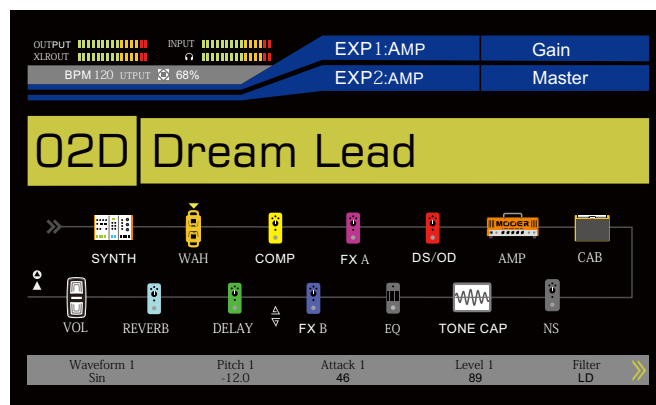 OUTPUT INPUT EXP1:AMP Gain
XLROUT
BPM 120 UTPUT 68% EXP2:AMP Master
02D Dream Lead
MOOER
SYNTH WAH COMP FX A DS/OD AMP CAB
VOL REVERB DELAY FX B EQ TONE CAP NS
Waveform 1 Pitch 1 Attack 1 Level 1 Filter
Sin -12.0 46 89 LD